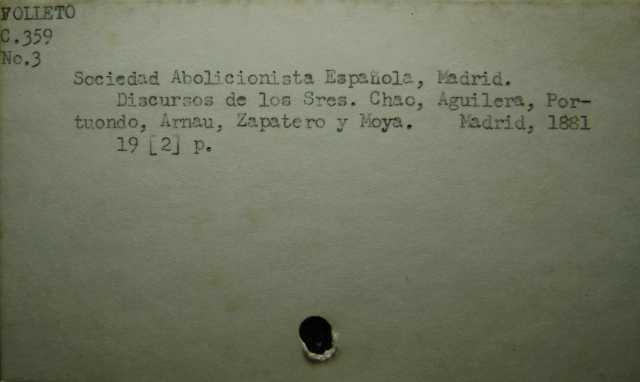 FOLLETO
C.359
No.3
Sociedad Abolicionista Española, Madrid.
Discursos de los Sres. Chao, Aguilera, Por-
tuondo, Arnau, Zapatero y Moya. Madrid, 1881
19 [2] p.